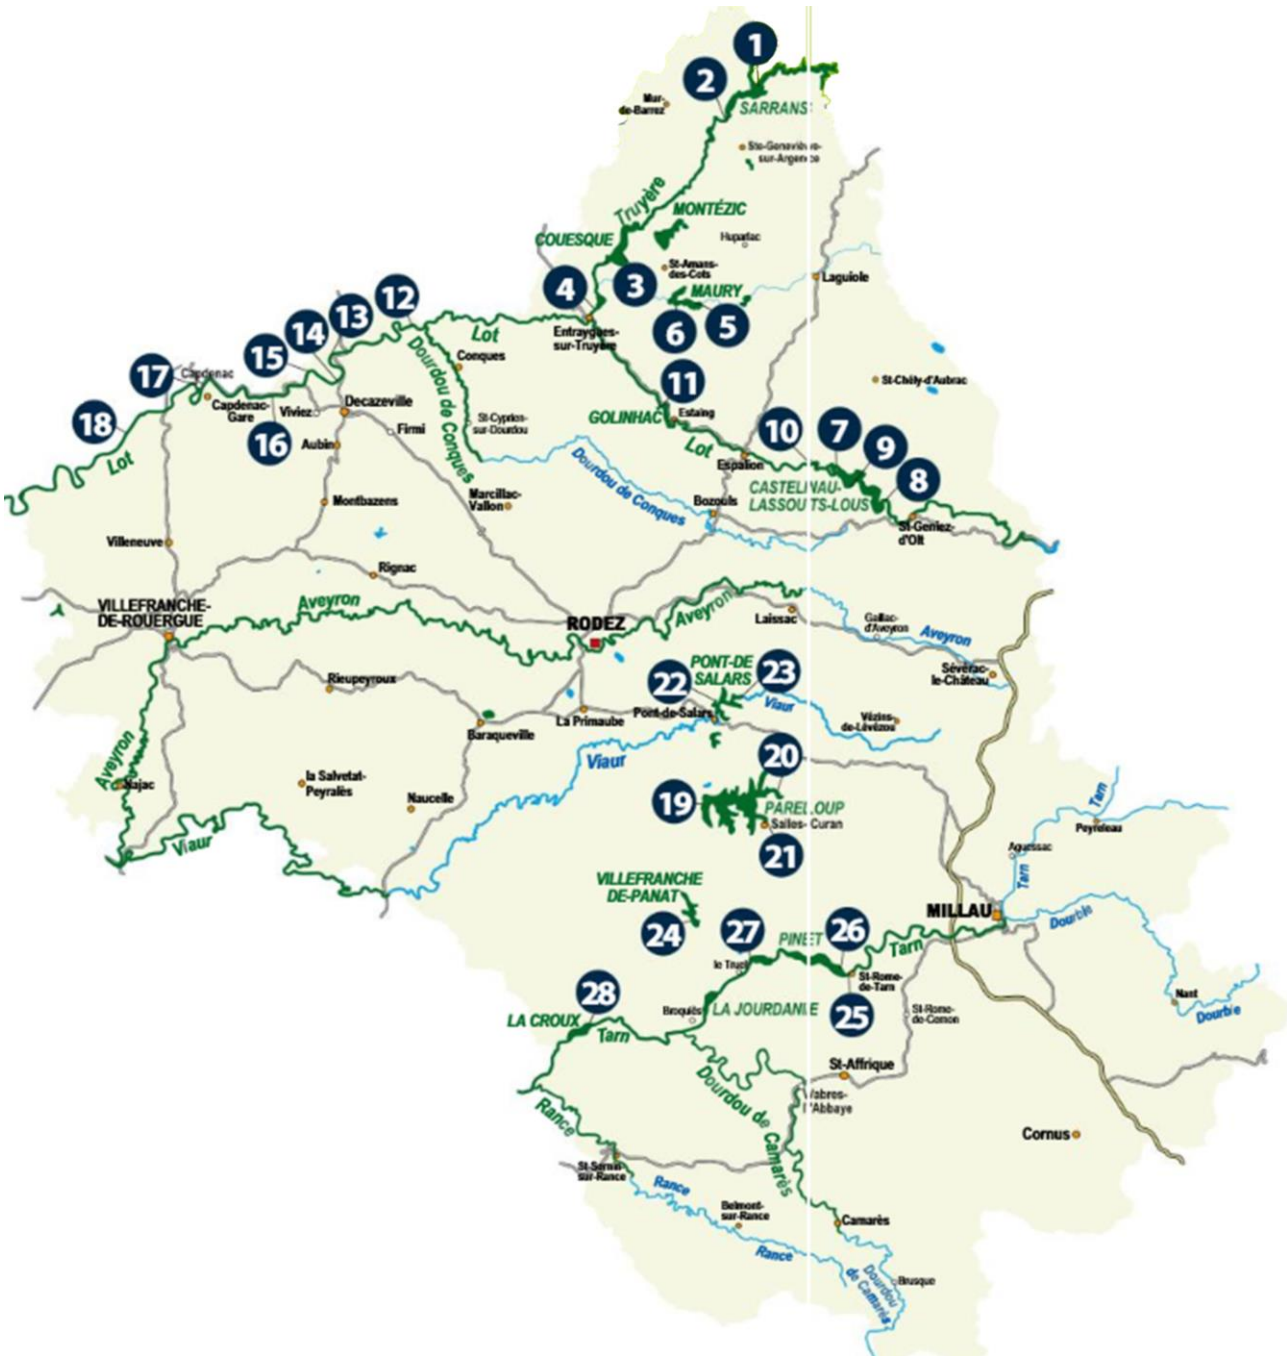 1
2
Mur-
de-Barrez
SARRANS
Ste-Geneviève-
sur-Argence
Truyère
MONTÉZIC
COUESQUE
Huparlac
St-Amans-
des-Cots
Laguiole
3
4
MAURY
5
6
12
13
14
15
Lot
Entraygues-
sur-Truyère
Conques
17
Capdenac
Capdenac-
Gare
Viviez
Decazeville
Firmi
Aubin
16
18
Lot
Dourdou de Conques
St-Cyprien-
sur-Dourdou
11
GOLINHAC
Estaing
St-Chély-d'Aubrac
Lot
10
7
9
8
Espalion
CASTELNAU-
LASSOUTS-LOUS
St-Geniez-
d'Olt
Dourdou de Conques
Bozouls
Marcillac-
Vallon
Montbazens
Villeneuve
Rignac
VILLEFRANCHE-
DE-ROUERGUE
Aveyron
RODEZ
Aveyron
Laissac
Gaillac-
d'Aveyron
Aveyron
Sévérac-
le-Château
Rieupeyroux
PONT-DE
SALARS
22
23
Pont-de-Salars
Viaur
Vézins-
de-Lévézou
La Primaube
Baraqueville
Viaur
Aveyron
Najac
la Salvetat-
Peyralès
Naucelle
Viaur
20
19
PARELOUP
Salles-Curan
21
Tarn
Peyreleau
Aguessac
Tarn
VILLEFRANCHE
DE-PANAT
24
MILLAU
Dourbie
27
PINET
26
Tarn
le Truel
St-Rome-
de-Tarn
25
Nant
Dourbie
28
LA CROUX
Tarn
Broquiès
LA JOURDANIE
St-Rome-
de-Cernon
St-Affrique
Vabres-
l'Abbaye
Dourdou de Camarès
Rance
Cornus
St-Sernin
sur-Rance
Rance
Belmont-
sur-Rance
Rance
Camarès
Dourdou
de Camarès
Brusque